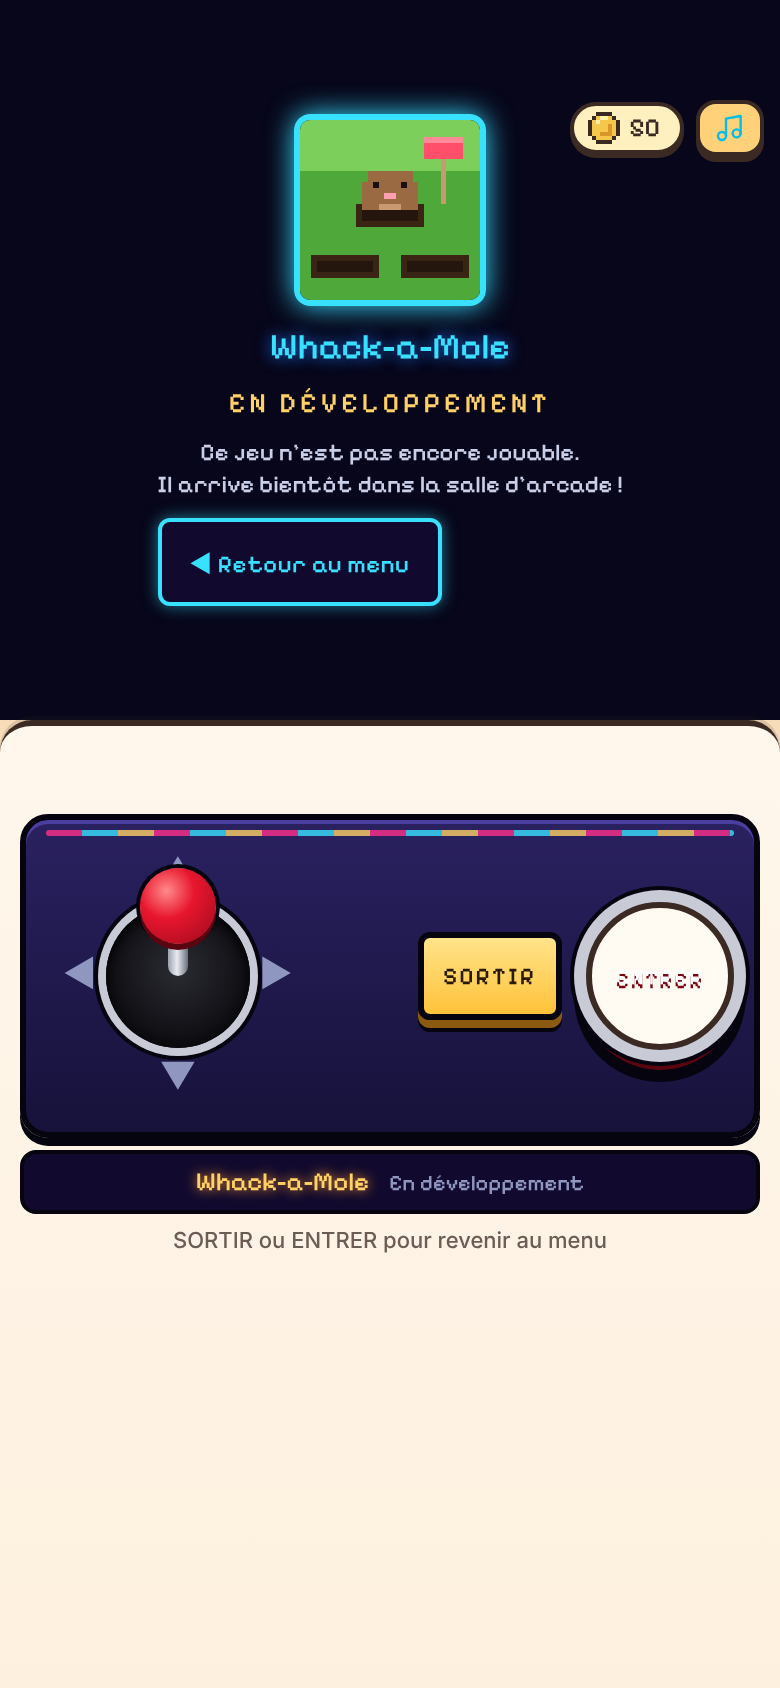 50
Whack-a-Mole
EN DÉVELOPPEMENT
Ce jeu n'est pas encore jouable.
Il arrive bientôt dans la salle d'arcade !
◀ Retour au menu
SORTIR
ENTRER
Whack-a-Mole En développement
SORTIR ou ENTRER pour revenir au menu